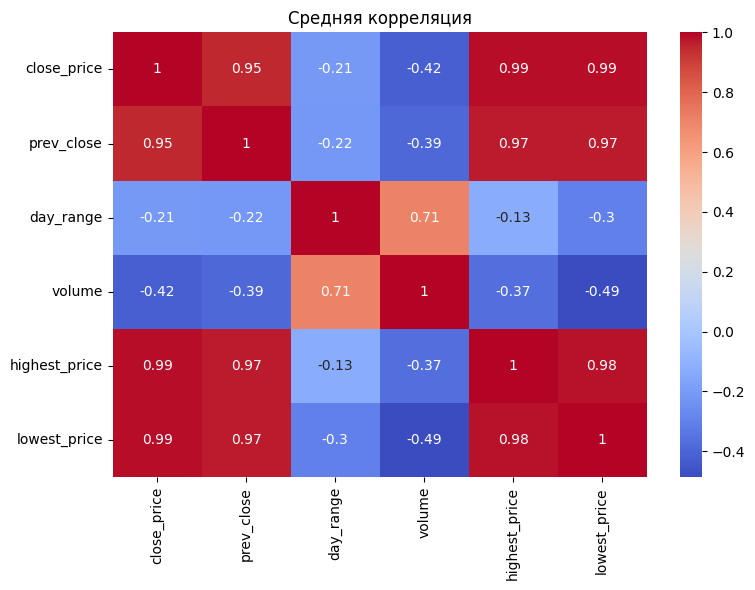 Средняя корреляция
close_price 1 0.95 -0.21 -0.42 0.99 0.99
prev_close 0.95 1 -0.22 -0.39 0.97 0.97
day_range -0.21 -0.22 1 0.71 -0.13 -0.3
volume -0.42 -0.39 0.71 1 -0.37 -0.49
highest_price 0.99 0.97 -0.13 -0.37 1 0.98
lowest_price 0.99 0.97 -0.3 -0.49 0.98 1
close_price
prev_close
day_range
volume
highest_price
lowest_price
1.0
0.8
0.6
0.4
0.2
0.0
−0.2
−0.4